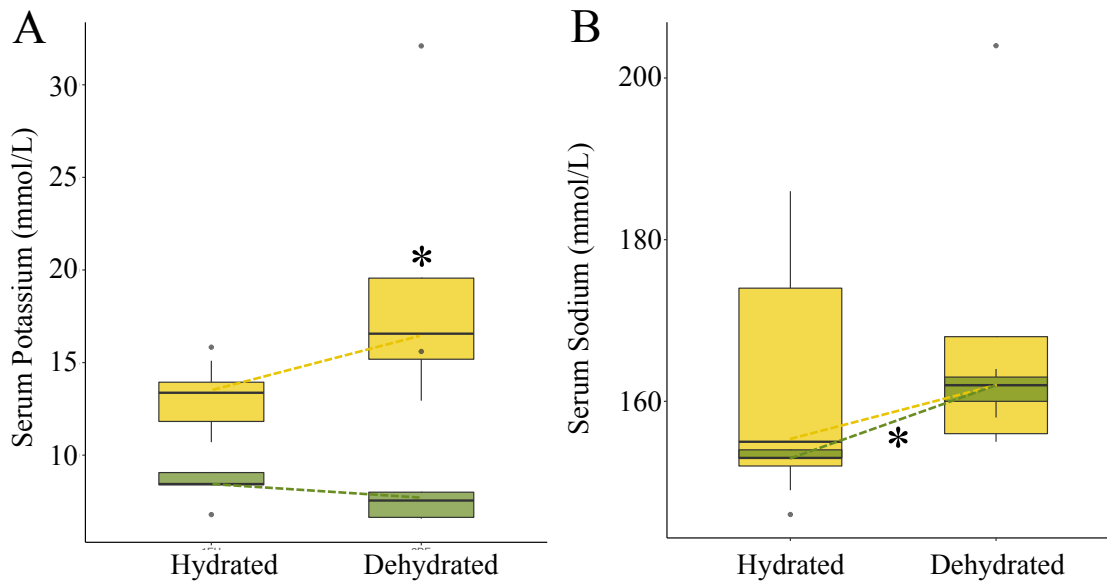 A
Serum Potassium (mmol/L)
30
25
20
15
10
*
Hydrated
Dehydrated
B
Serum Sodium (mmol/L)
200
180
160
*
Hydrated
Dehydrated